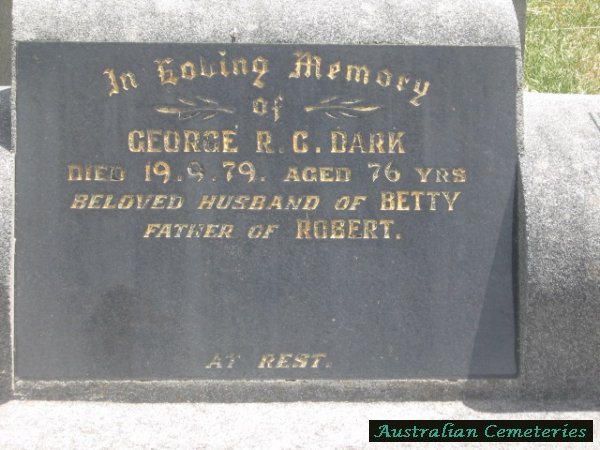 In Loving Memory
of
GEORGE R. C. DARK
DIED 19.9.79. AGED 76 YRS
BELOVED HUSBAND OF BETTY
FATHER OF ROBERT.
AT REST.
Australian Cemeteries